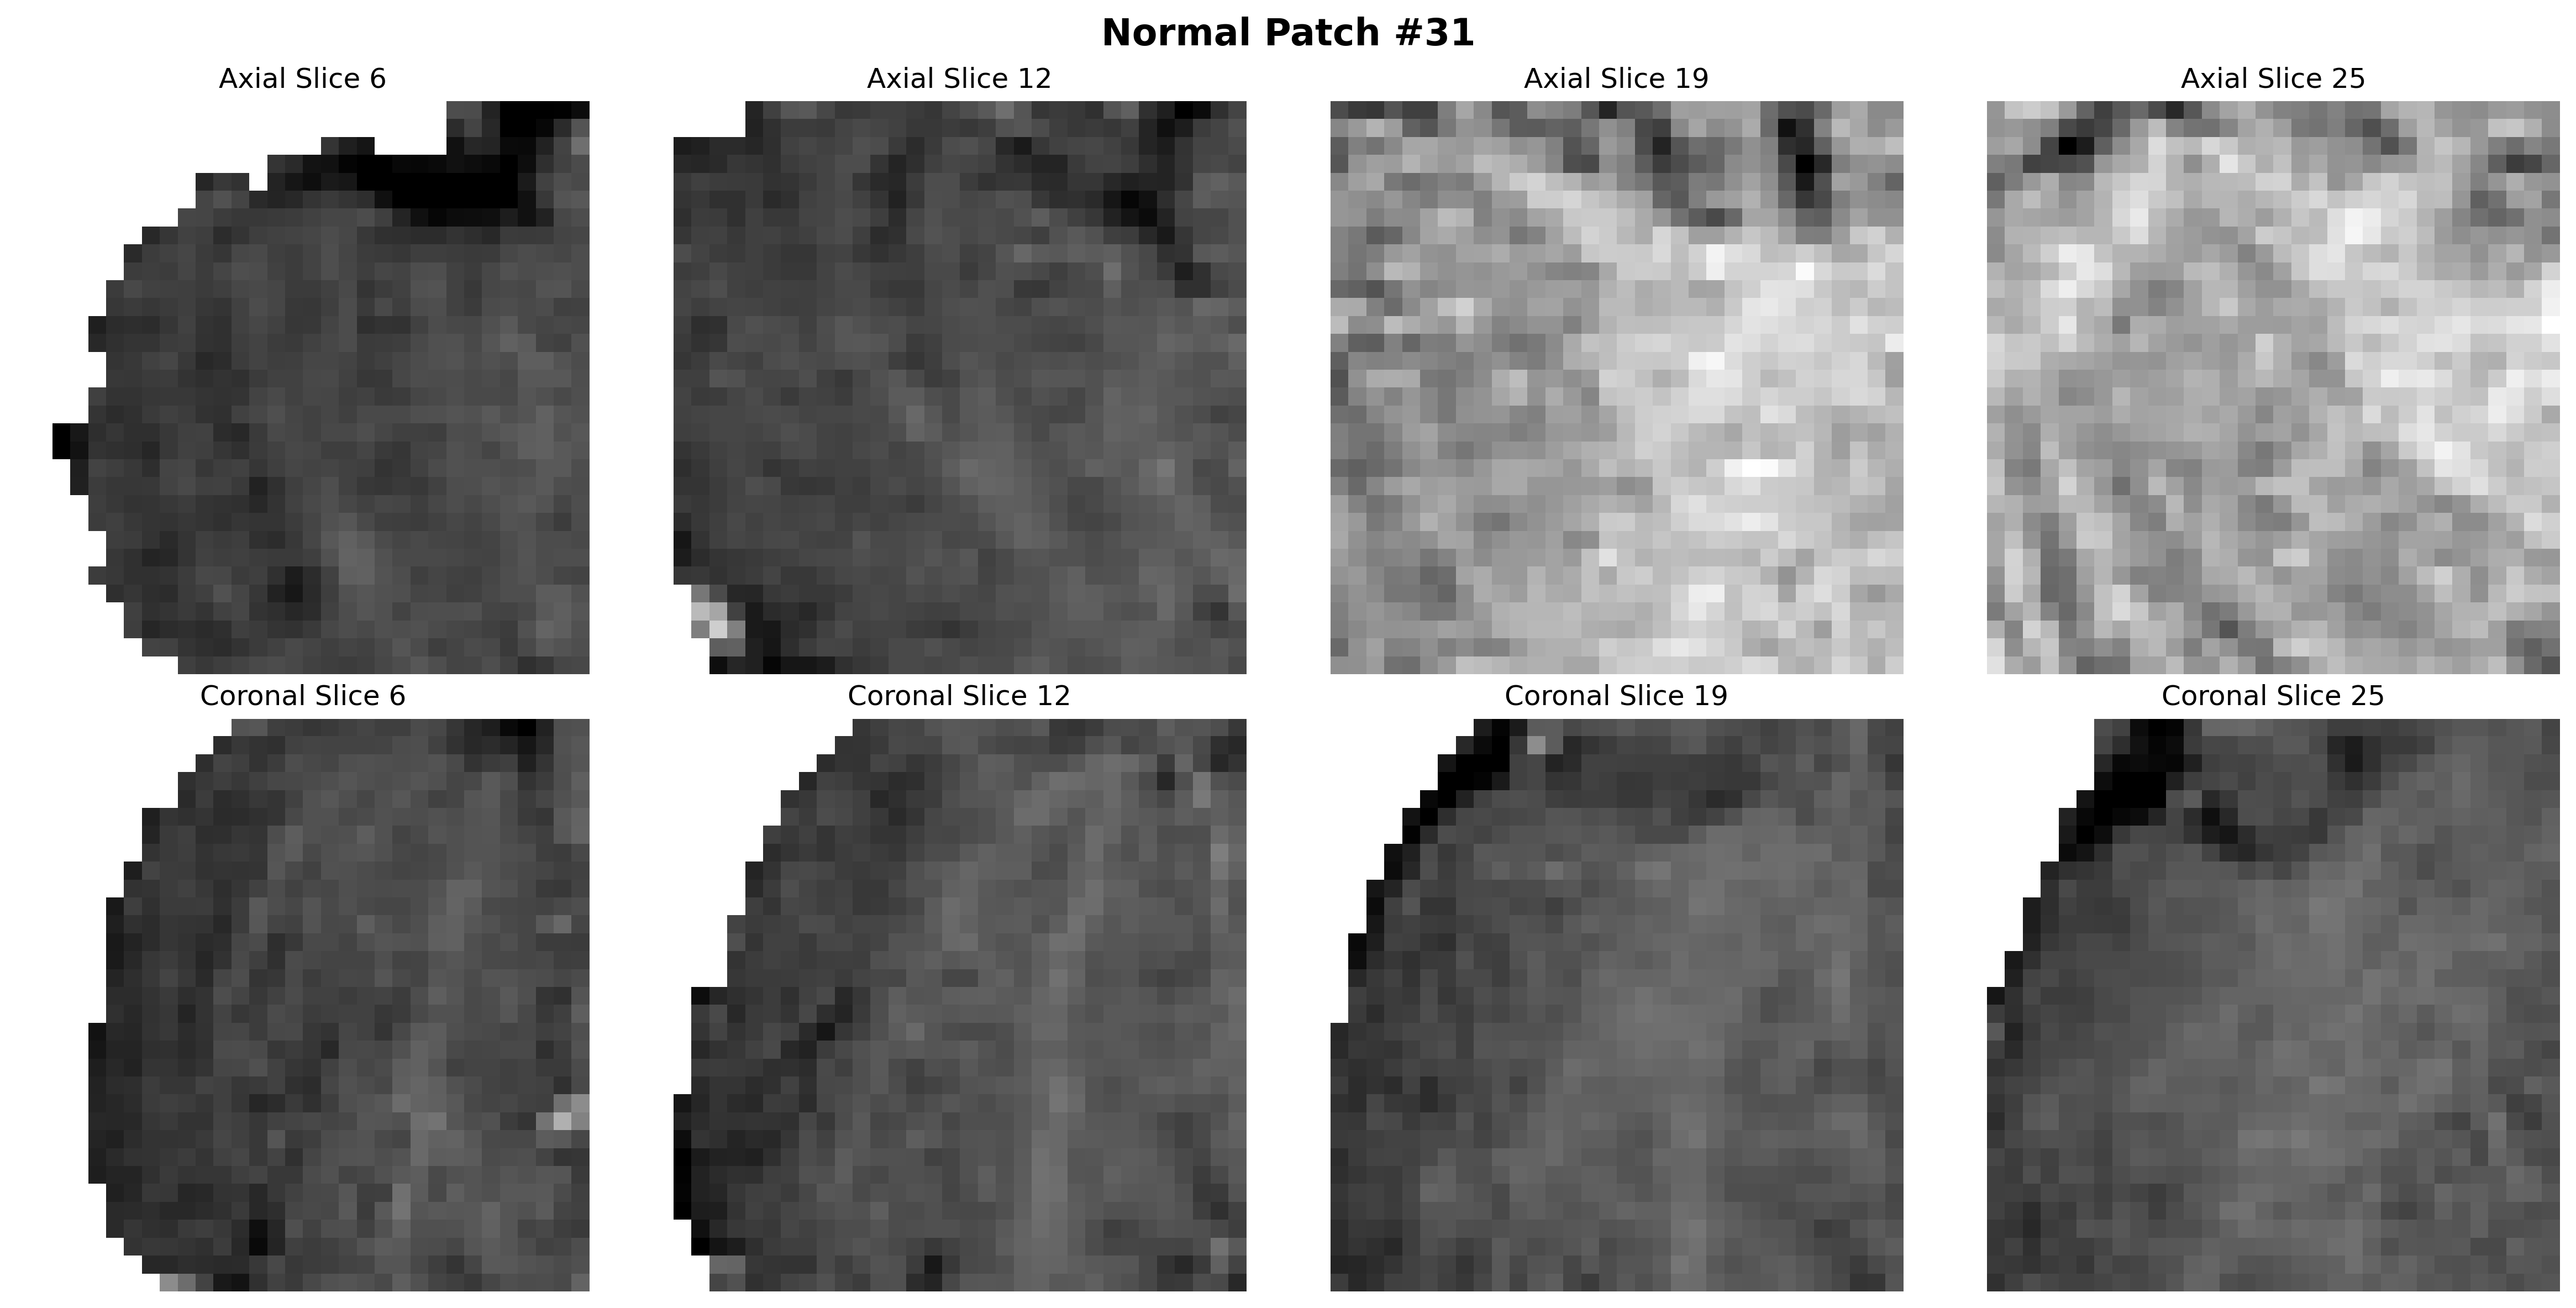 Normal Patch #31
Axial Slice 6
Axial Slice 12
Axial Slice 19
Axial Slice 25
Coronal Slice 6
Coronal Slice 12
Coronal Slice 19
Coronal Slice 25